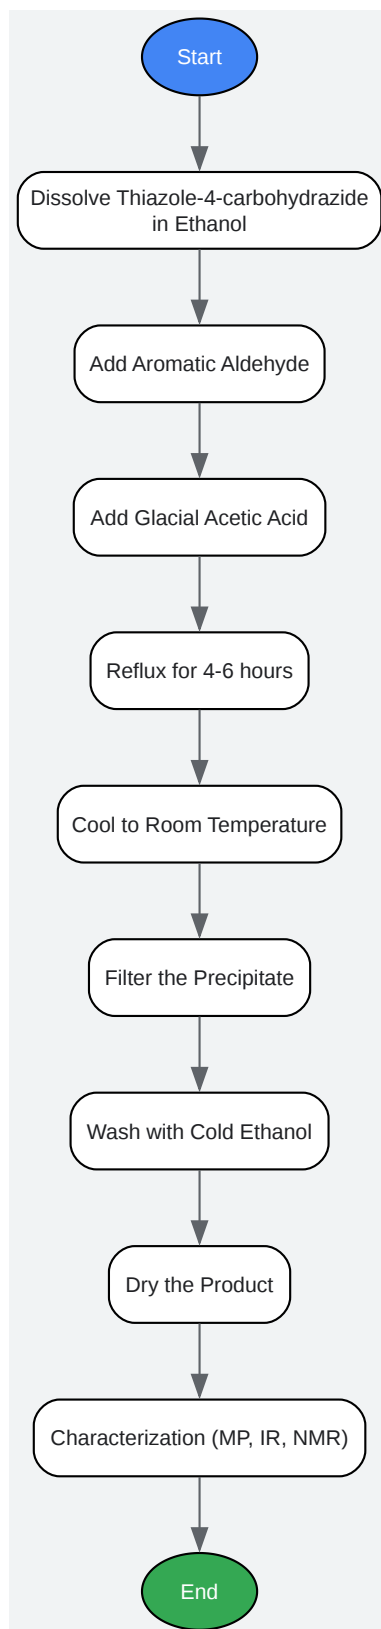 Start
Dissolve Thiazole-4-carbohydrazide
in Ethanol
Add Aromatic Aldehyde
Add Glacial Acetic Acid
Reflux for 4-6 hours
Cool to Room Temperature
Filter the Precipitate
Wash with Cold Ethanol
Dry the Product
Characterization (MP, IR, NMR)
End